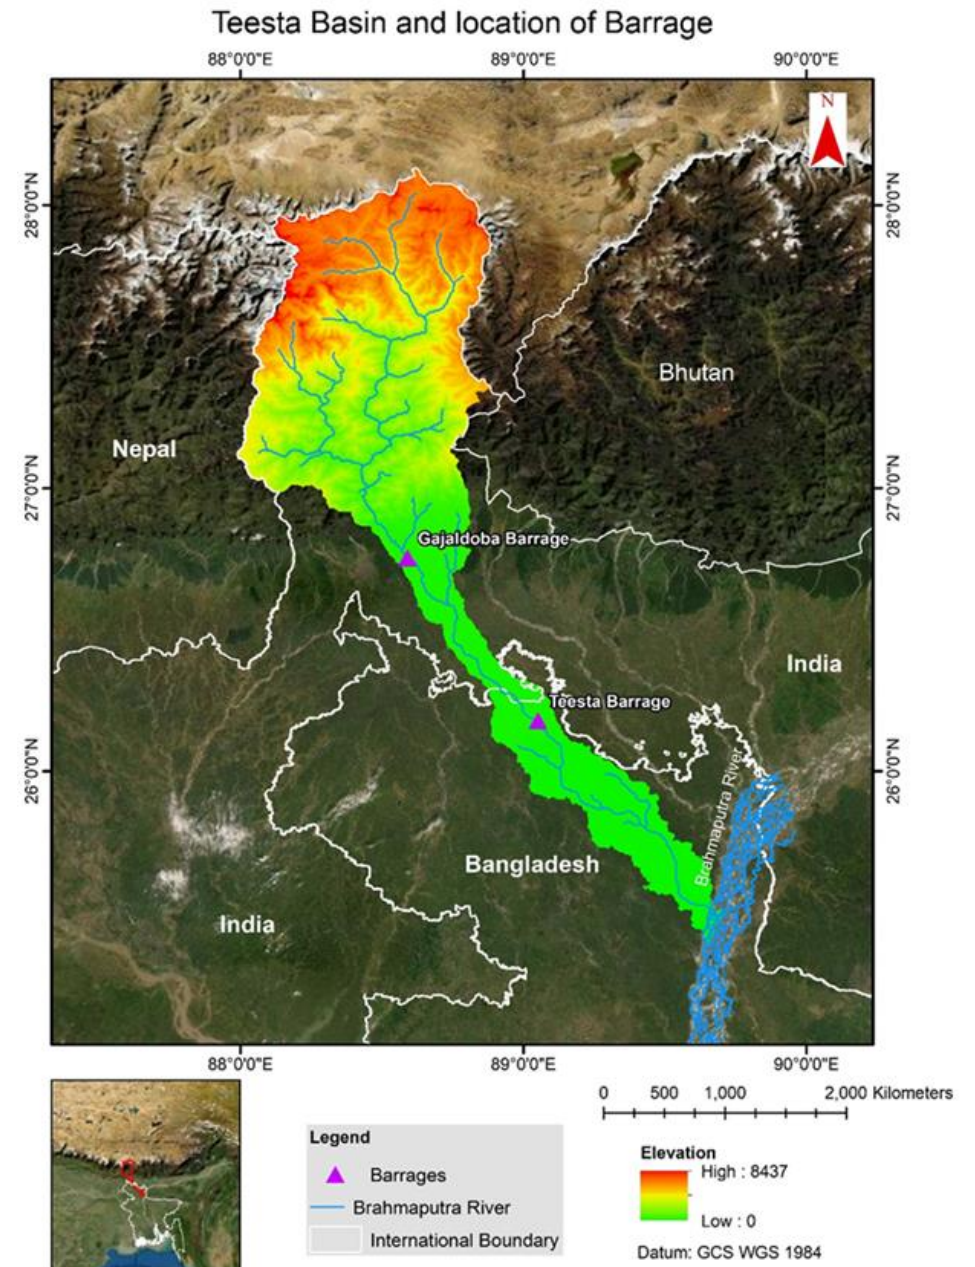 Teesta Basin and location of Barrage
88°0'0"E 89°0'0"E 90°0'0"E
N
28°0'0"N 28°0'0"N
Bhutan
Nepal
27°0'0"N 27°0'0"N
Gajaldoba Barrage
India
Teesta Barrage
26°0'0"N 26°0'0"N
Brahmaputra River
Bangladesh
India
88°0'0"E 89°0'0"E 90°0'0"E
0 500 1,000 2,000 Kilometers
Legend
Barrages
Brahmaputra River
International Boundary
Elevation
High : 8437
Low : 0
Datum: GCS WGS 1984